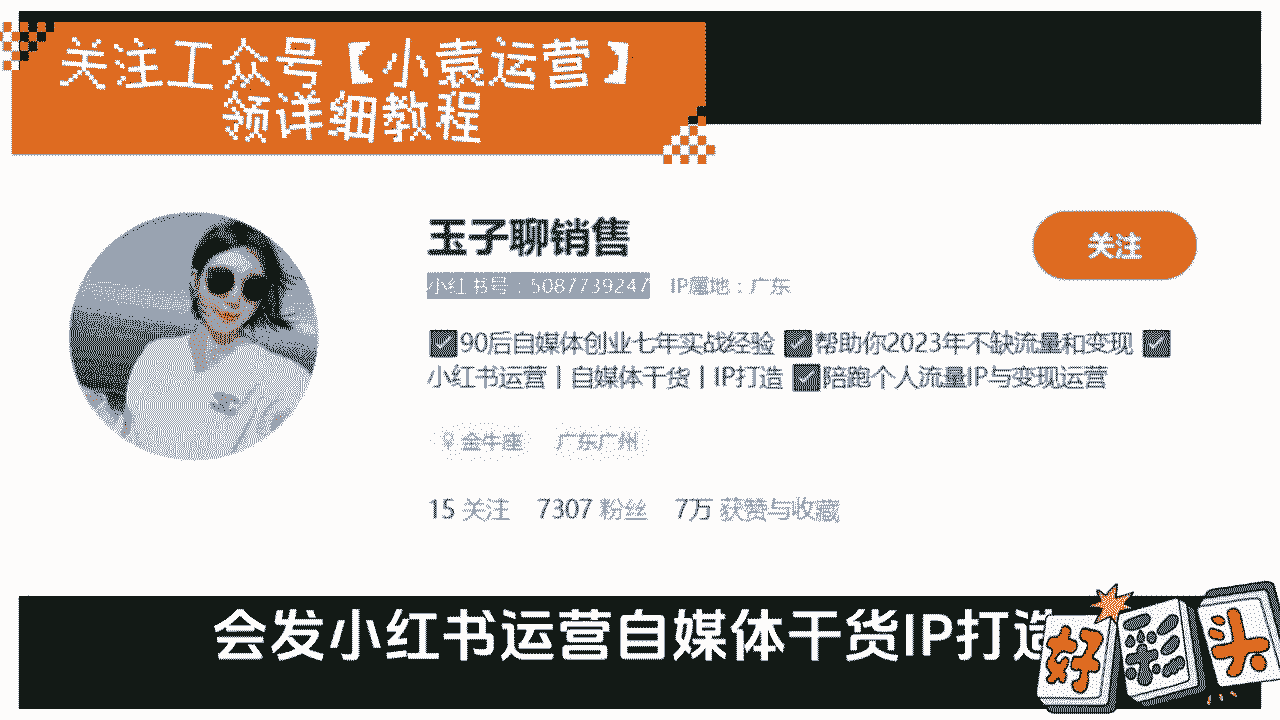 关注工众号【小袁运营】
领详细教程
玉子聊销售
关注
小红书号：5087739247 IP属地：广东
✅90后自媒体创业七年实战经验 ✅帮助你2023年不缺流量和变现 ✅
小红书运营丨自媒体干货丨IP打造 ✅陪跑个人流量IP与变现运营
♀ 金牛座 广东广州
15 关注 7307 粉丝 7万 获赞与收藏
会发小红书运营自媒体干货IP打造
好 彩 头